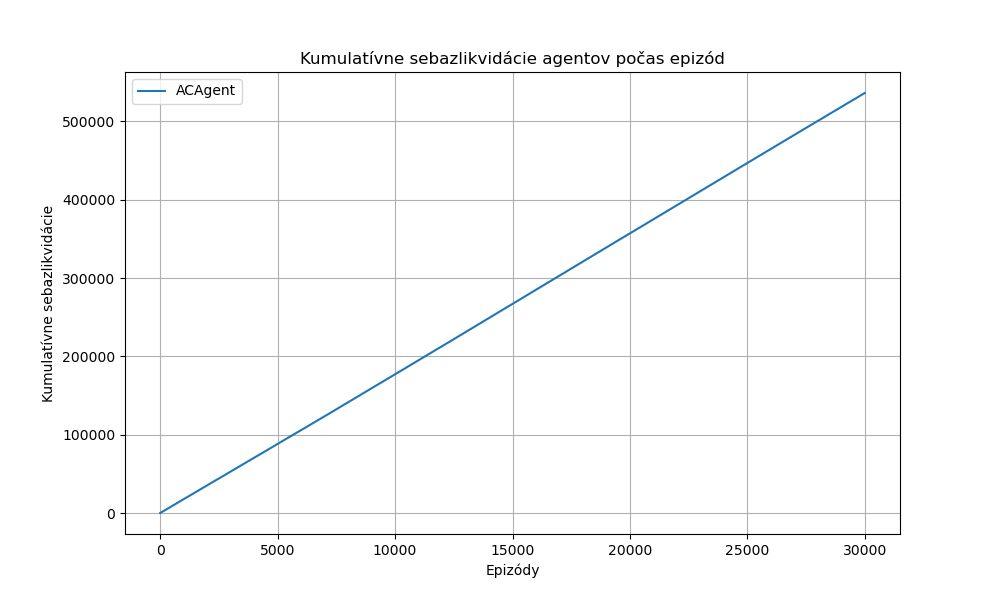 Kumulatívne sebazlikvidácie agentov počas epizód
ACAgent
Kumulatívne sebazlikvidácie
500000
400000
300000
200000
100000
0
0 5000 10000 15000 20000 25000 30000
Epizódy